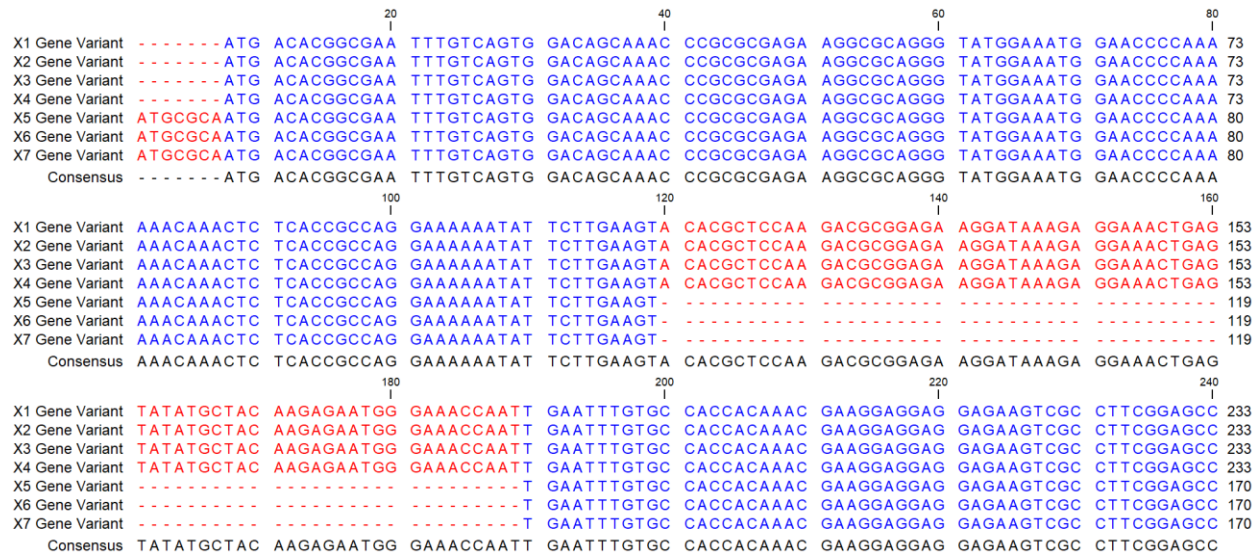 20 40 60 80
X1 Gene Variant - - - - - - - ATG ACACGGCGAA TTTGTCAGTG GACAGCAAAC CCGCGCGAGA AGGCGCAGGG TATGGAAATG GAACCCCAAA 73
X2 Gene Variant - - - - - - - ATG ACACGGCGAA TTTGTCAGTG GACAGCAAAC CCGCGCGAGA AGGCGCAGGG TATGGAAATG GAACCCCAAA 73
X3 Gene Variant - - - - - - - ATG ACACGGCGAA TTTGTCAGTG GACAGCAAAC CCGCGCGAGA AGGCGCAGGG TATGGAAATG GAACCCCAAA 73
X4 Gene Variant - - - - - - - ATG ACACGGCGAA TTTGTCAGTG GACAGCAAAC CCGCGCGAGA AGGCGCAGGG TATGGAAATG GAACCCCAAA 73
X5 Gene Variant ATGCGCAATG ACACGGCGAA TTTGTCAGTG GACAGCAAAC CCGCGCGAGA AGGCGCAGGG TATGGAAATG GAACCCCAAA 80
X6 Gene Variant ATGCGCAATG ACACGGCGAA TTTGTCAGTG GACAGCAAAC CCGCGCGAGA AGGCGCAGGG TATGGAAATG GAACCCCAAA 80
X7 Gene Variant ATGCGCAATG ACACGGCGAA TTTGTCAGTG GACAGCAAAC CCGCGCGAGA AGGCGCAGGG TATGGAAATG GAACCCCAAA 80
Consensus - - - - - - - ATG ACACGGCGAA TTTGTCAGTG GACAGCAAAC CCGCGCGAGA AGGCGCAGGG TATGGAAATG GAACCCCAAA
100 120 140 160
X1 Gene Variant AAACAAACTC TCACCGCCAG GAAAAAATAT TCTTGAAGTA CACGCTCCAA GACGCGGAGA AGGATAAAGA GGAAACTGAG 153
X2 Gene Variant AAACAAACTC TCACCGCCAG GAAAAAATAT TCTTGAAGTA CACGCTCCAA GACGCGGAGA AGGATAAAGA GGAAACTGAG 153
X3 Gene Variant AAACAAACTC TCACCGCCAG GAAAAAATAT TCTTGAAGTA CACGCTCCAA GACGCGGAGA AGGATAAAGA GGAAACTGAG 153
X4 Gene Variant AAACAAACTC TCACCGCCAG GAAAAAATAT TCTTGAAGTA CACGCTCCAA GACGCGGAGA AGGATAAAGA GGAAACTGAG 153
X5 Gene Variant AAACAAACTC TCACCGCCAG GAAAAAATAT TCTTGAAGT - - - - - - - - - - - - - - - - - - - - - - - - - - - - - - - - - - - - - - - - - 119
X6 Gene Variant AAACAAACTC TCACCGCCAG GAAAAAATAT TCTTGAAGT - - - - - - - - - - - - - - - - - - - - - - - - - - - - - - - - - - - - - - - - - 119
X7 Gene Variant AAACAAACTC TCACCGCCAG GAAAAAATAT TCTTGAAGT - - - - - - - - - - - - - - - - - - - - - - - - - - - - - - - - - - - - - - - - - 119
Consensus AAACAAACTC TCACCGCCAG GAAAAAATAT TCTTGAAGTA CACGCTCCAA GACGCGGAGA AGGATAAAGA GGAAACTGAG
180 200 220 240
X1 Gene Variant TATATGCTAC AAGAGAATGG GAAACCAATT GAATTTGTGC CACCACAAAC GAAGGAGGAG GAGAAGTCGC CTTCGGAGCC 233
X2 Gene Variant TATATGCTAC AAGAGAATGG GAAACCAATT GAATTTGTGC CACCACAAAC GAAGGAGGAG GAGAAGTCGC CTTCGGAGCC 233
X3 Gene Variant TATATGCTAC AAGAGAATGG GAAACCAATT GAATTTGTGC CACCACAAAC GAAGGAGGAG GAGAAGTCGC CTTCGGAGCC 233
X4 Gene Variant TATATGCTAC AAGAGAATGG GAAACCAATT GAATTTGTGC CACCACAAAC GAAGGAGGAG GAGAAGTCGC CTTCGGAGCC 233
X5 Gene Variant - - - - - - - - - - - - - - - - - - - - - - - - - - - - - T GAATTTGTGC CACCACAAAC GAAGGAGGAG GAGAAGTCGC CTTCGGAGCC 170
X6 Gene Variant - - - - - - - - - - - - - - - - - - - - - - - - - - - - - T GAATTTGTGC CACCACAAAC GAAGGAGGAG GAGAAGTCGC CTTCGGAGCC 170
X7 Gene Variant - - - - - - - - - - - - - - - - - - - - - - - - - - - - - T GAATTTGTGC CACCACAAAC GAAGGAGGAG GAGAAGTCGC CTTCGGAGCC 170
Consensus TATATGCTAC AAGAGAATGG GAAACCAATT GAATTTGTGC CACCACAAAC GAAGGAGGAG GAGAAGTCGC CTTCGGAGCC